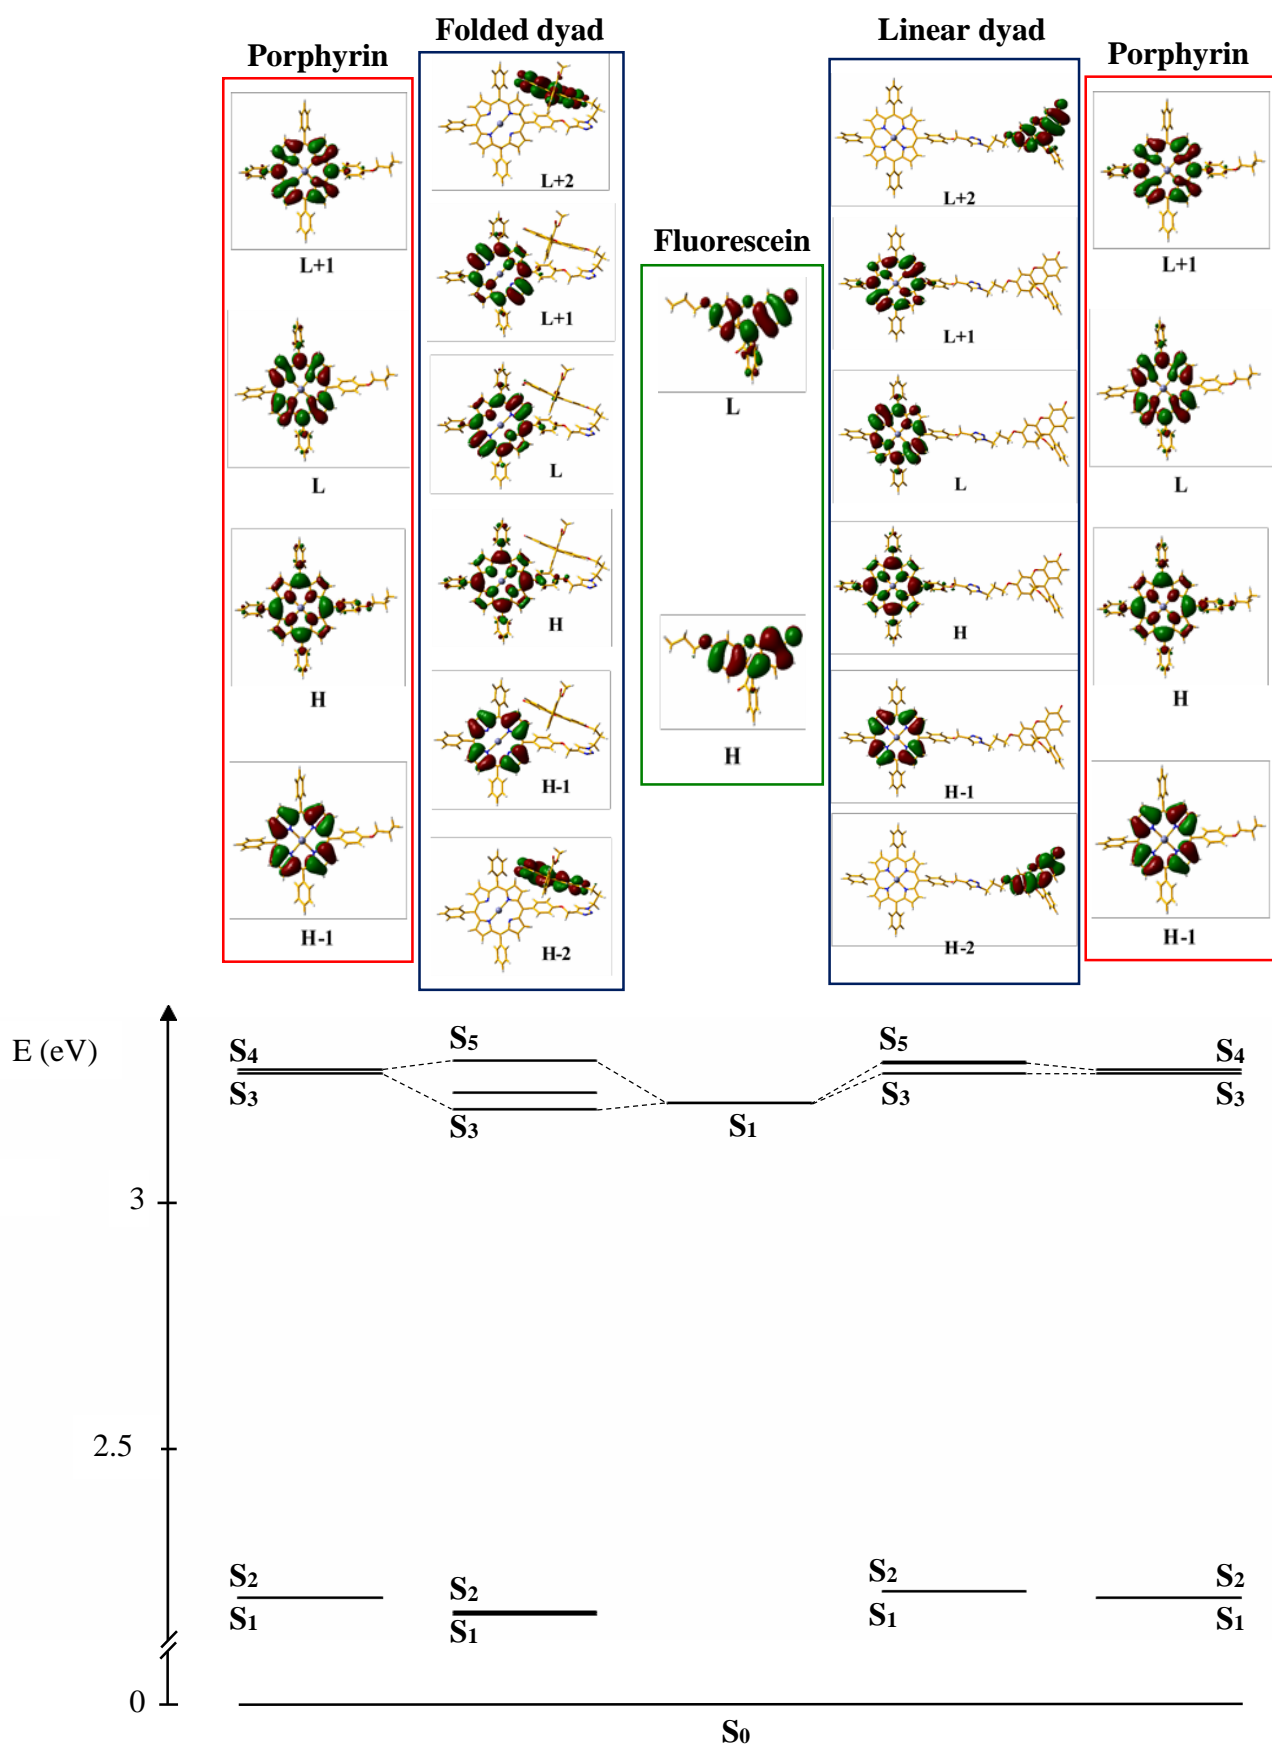 Folded dyad
Linear dyad
Porphyrin
Porphyrin
L+2
L+2
Fluorescein
L+1
L+1
L+1
L+1
L
L
L
L
L
H
H
H
H
H
H-1
H-1
H-1
H-1
H-2
H-2
E (eV)
S4
S5
S5
S4
S3
S3
S1
S3
S3
3
2.5
S2
S2
S2
S2
S1
S1
S1
S1
0
S0